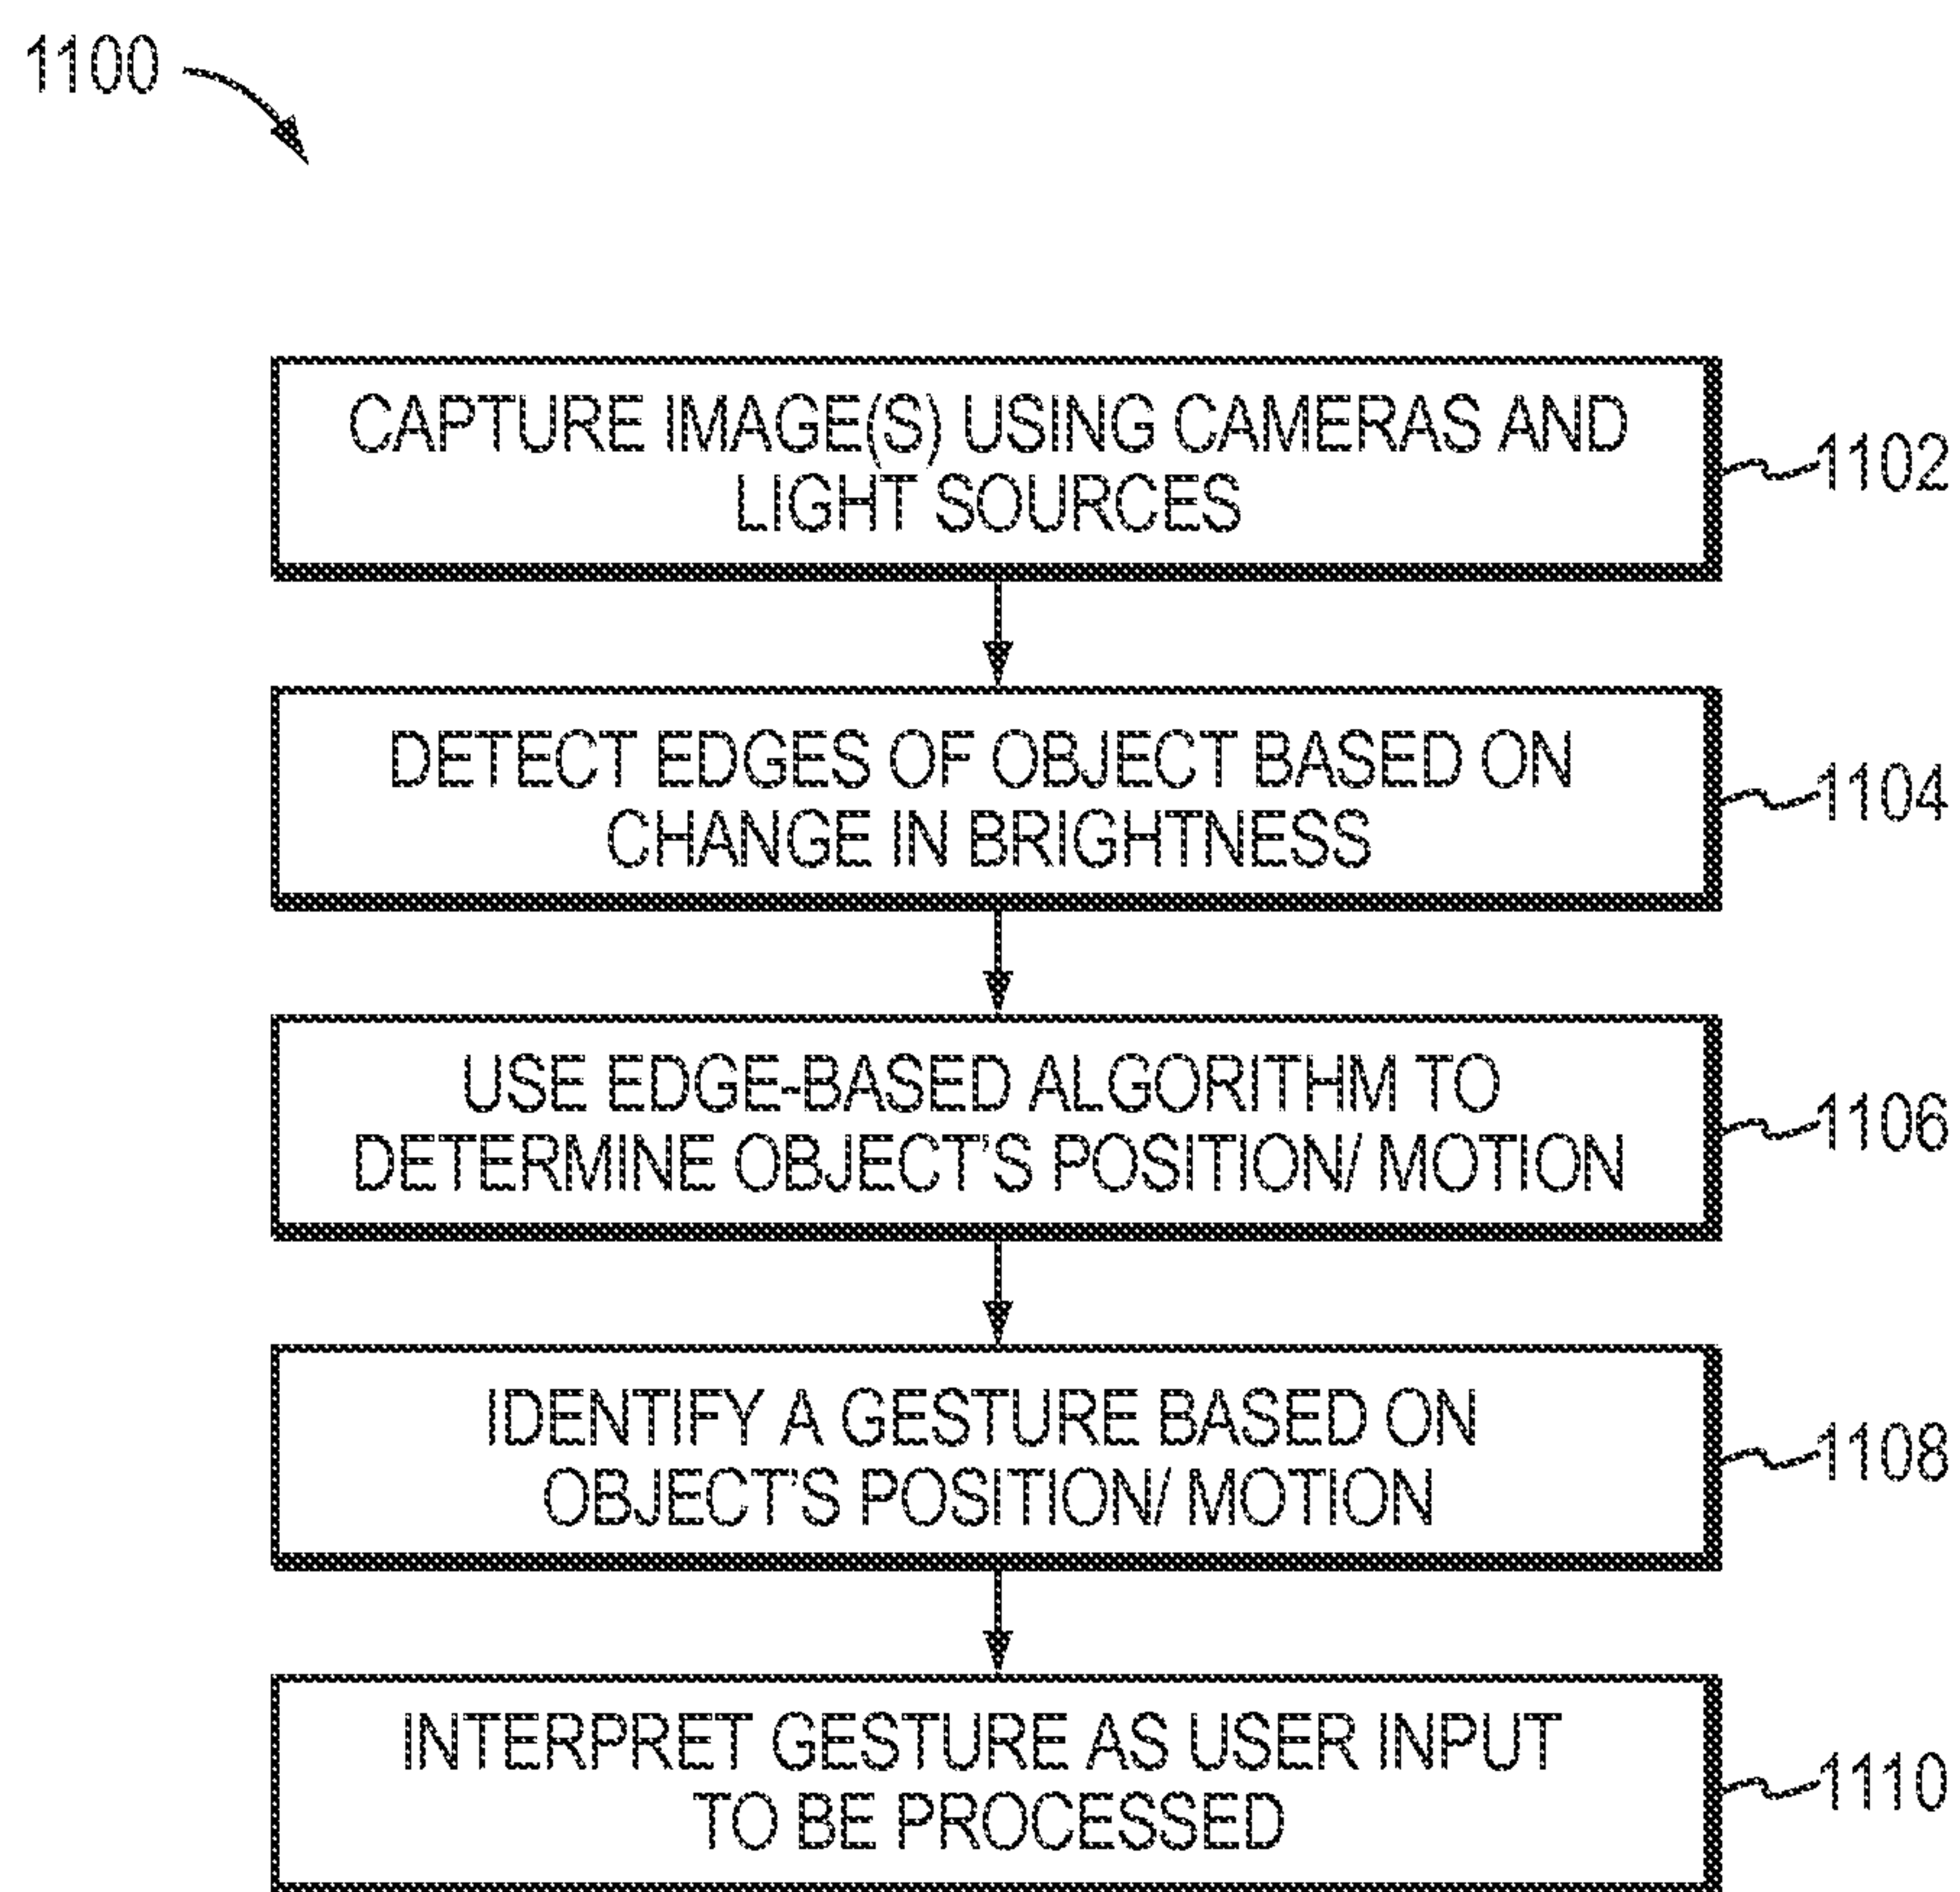 1100
CAPTURE IMAGE(S) USING CAMERAS AND
LIGHT SOURCES
1102
DETECT EDGES OF OBJECT BASED ON
CHANGE IN BRIGHTNESS
1104
USE EDGE-BASED ALGORITHM TO
DETERMINE OBJECT'S POSITION/ MOTION
1106
IDENTIFY A GESTURE BASED ON
OBJECT'S POSITION/ MOTION
1108
INTERPRET GESTURE AS USER INPUT
TO BE PROCESSED
1110